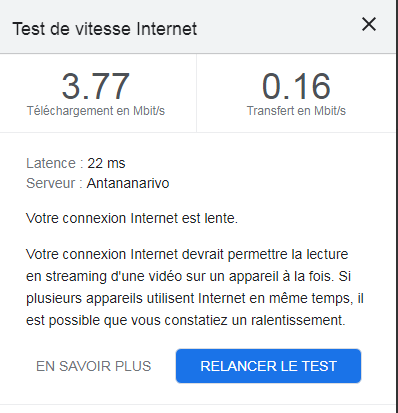 Test de vitesse Internet
3.77
Téléchargement en Mbit/s
0.16
Transfert en Mbit/s
Latence : 22 ms
Serveur : Antananarivo
Votre connexion Internet est lente.
Votre connexion Internet devrait permettre la lecture
en streaming d'une vidéo sur un appareil à la fois. Si
plusieurs appareils utilisent Internet en même temps, il
est possible que vous constatiez un ralentissement.
EN SAVOIR PLUS
RELANCER LE TEST